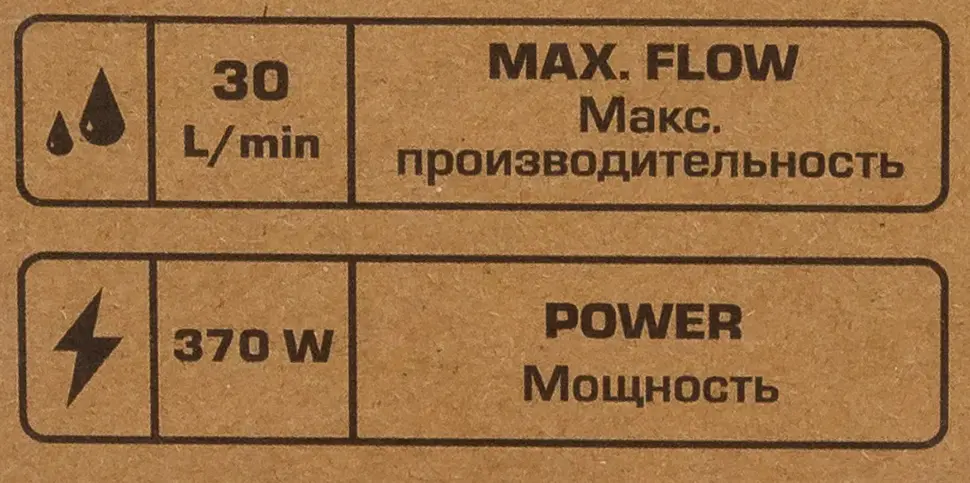 30
L/min
MAX. FLOW
Макс.
производительность
370 W
POWER
Мощность